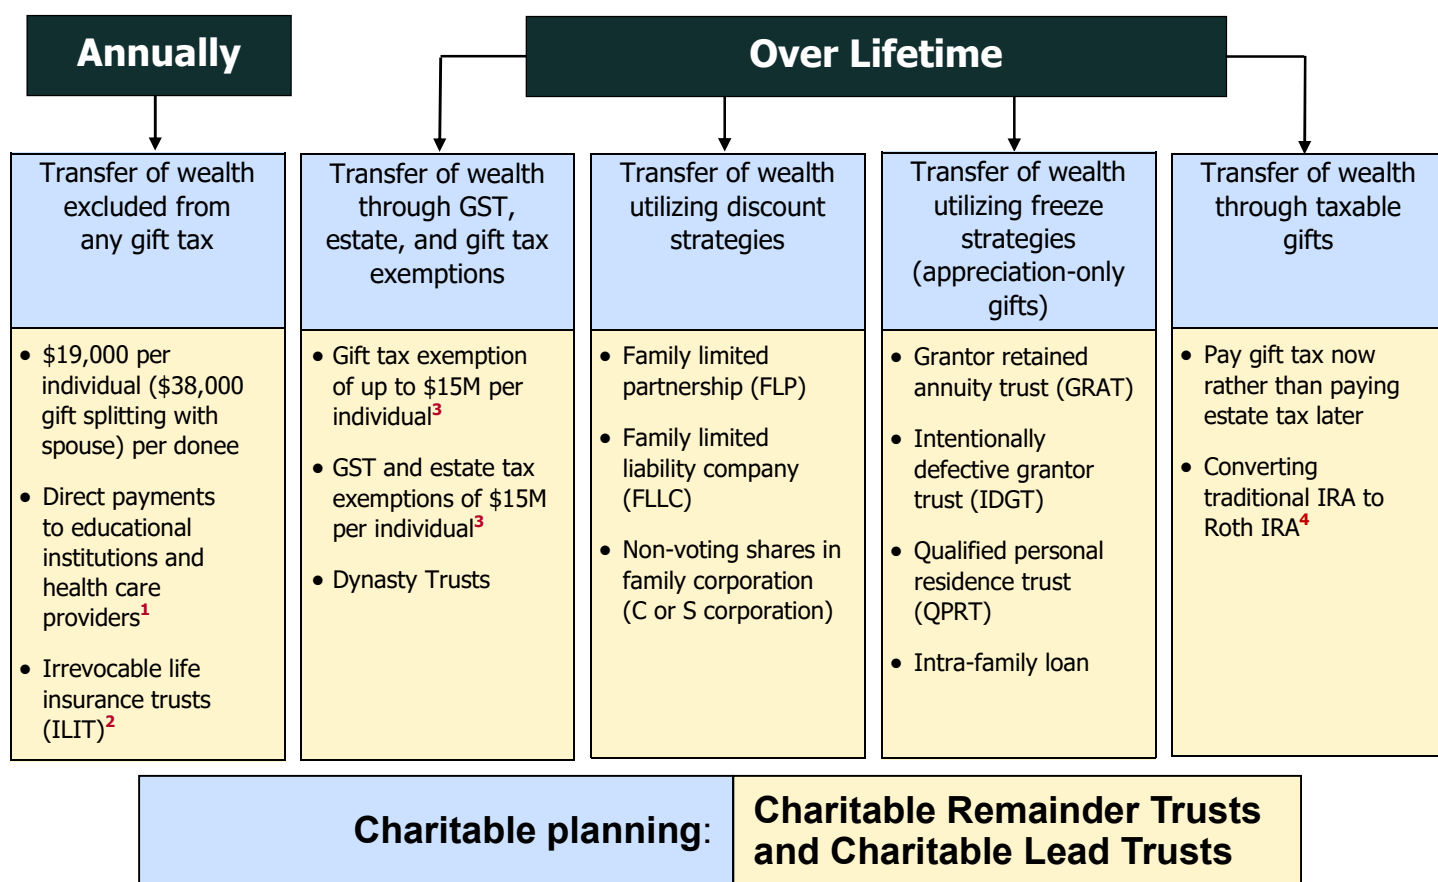 Annually
Over Lifetime
Transfer of wealth
excluded from
any gift tax
• $19,000 per
individual ($38,000
gift splitting with
spouse) per donee
• Direct payments
to educational
institutions and
health care
providers1
• Irrevocable life
insurance trusts
(ILIT)2
Transfer of wealth
through GST,
estate, and gift tax
exemptions
• Gift tax exemption
of up to $15M per
individual3
• GST and estate tax
exemptions of $15M
per individual3
• Dynasty Trusts
Transfer of wealth
utilizing discount
strategies
• Family limited
partnership (FLP)
• Family limited
liability company
(FLLC)
• Non-voting shares in
family corporation
(C or S corporation)
Transfer of wealth
utilizing freeze
strategies
(appreciation-only
gifts)
• Grantor retained
annuity trust (GRAT)
• Intentionally
defective grantor
trust (IDGT)
• Qualified personal
residence trust
(QPRT)
• Intra-family loan
Transfer of wealth
through taxable
gifts
• Pay gift tax now
rather than paying
estate tax later
• Converting
traditional IRA to
Roth IRA4
Charitable planning:
Charitable Remainder Trusts
and Charitable Lead Trusts